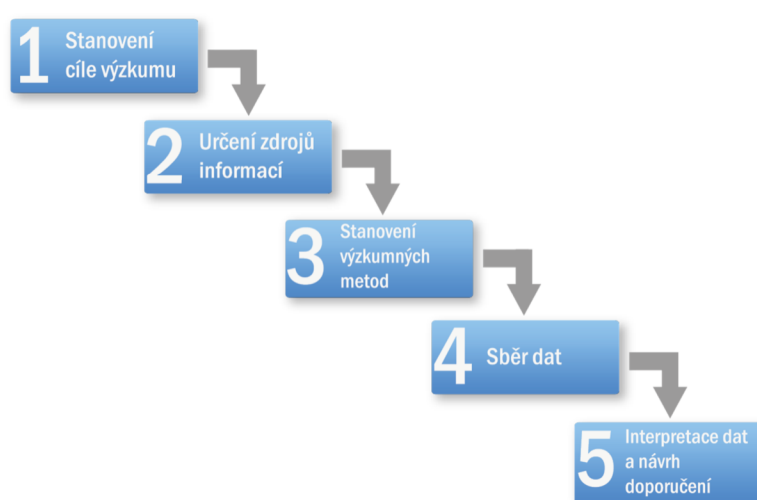 1
Stanovení
cíle výzkumu
2
Určení zdrojů
informací
3
Stanovení
výzkumných
metod
4
Sběr dat
5
Interpretace dat
a návrh
doporučení